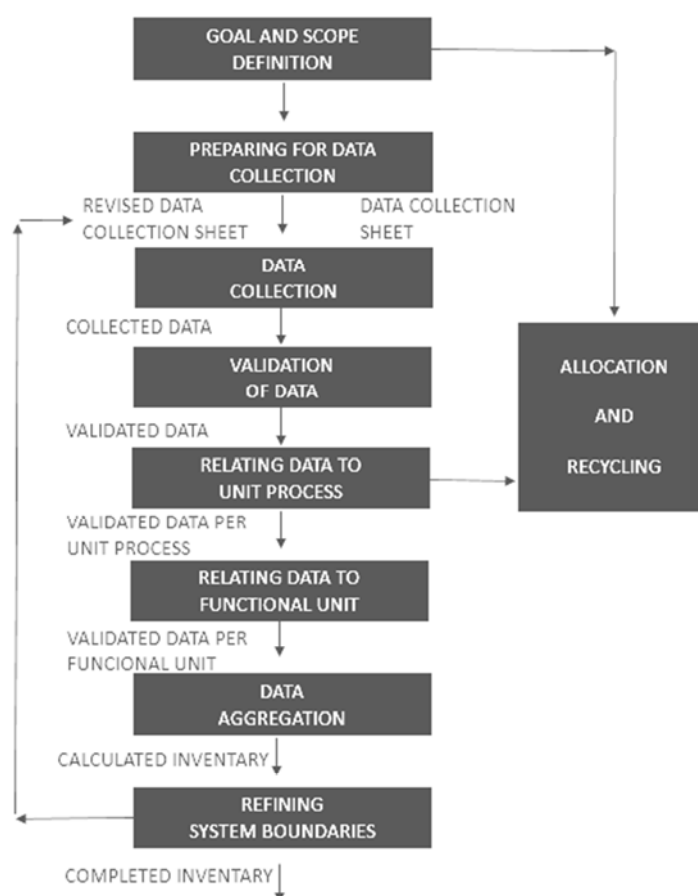 GOAL AND SCOPE
DEFINITION
PREPARING FOR DATA
COLLECTION
REVISED DATA
COLLECTION SHEET
DATA COLLECTION
SHEET
DATA
COLLECTION
COLLECTED DATA
VALIDATION
OF DATA
ALLOCATION
AND
RECYCLING
VALIDATED DATA
RELATING DATA TO
UNIT PROCESS
VALIDATED DATA PER
UNIT PROCESS
RELATING DATA TO
FUNCTIONAL UNIT
VALIDATED DATA PER
FUNCIONAL UNIT
DATA
AGGREGATION
CALCULATED INVENTORY
REFINING
SYSTEM BOUNDARIES
COMPLETED INVENTORY